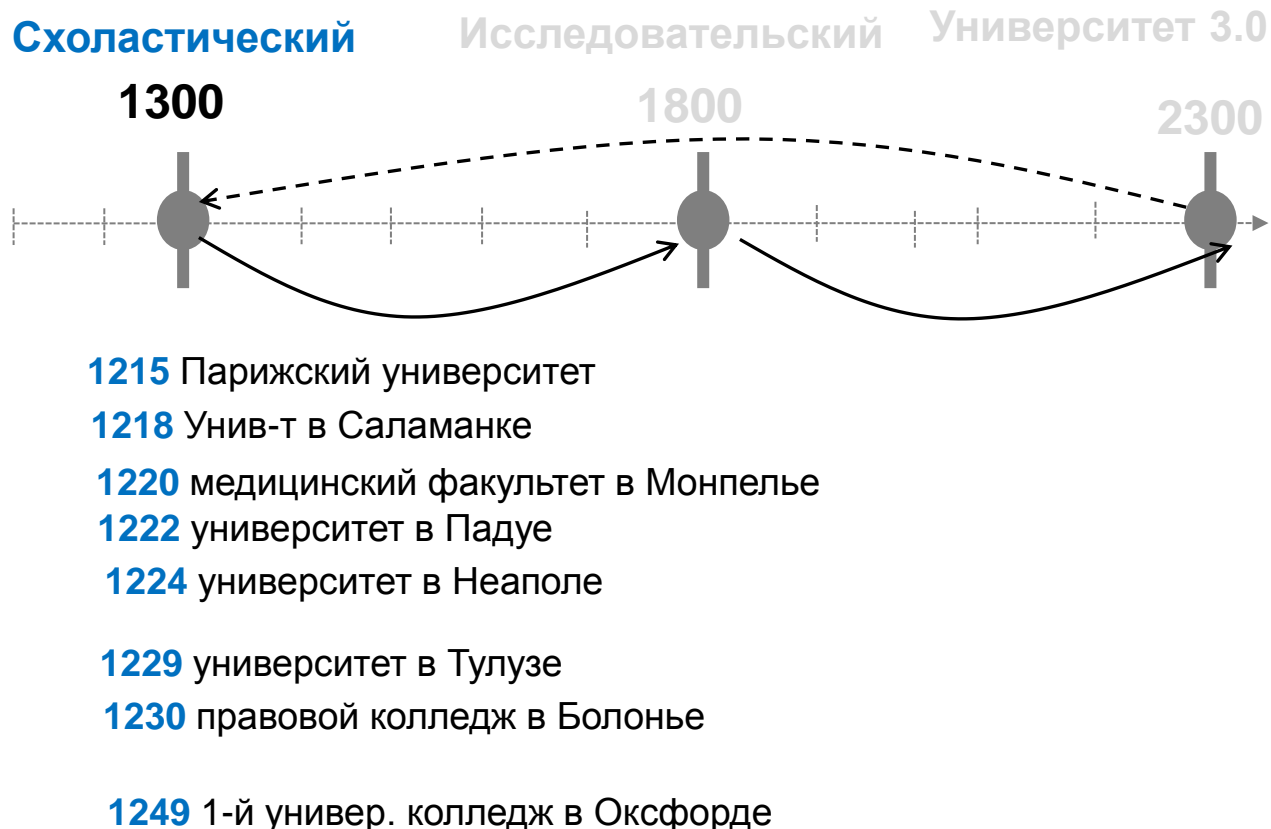 Схоластический Исследовательский Университет 3.0
1300 1800 2300
1215 Парижский университет
1218 Унив-т в Саламанке
1220 медицинский факультет в Монпелье
1222 университет в Падуе
1224 университет в Неаполе
1229 университет в Тулузе
1230 правовой колледж в Болонье
1249 1-й универ. колледж в Оксфорде